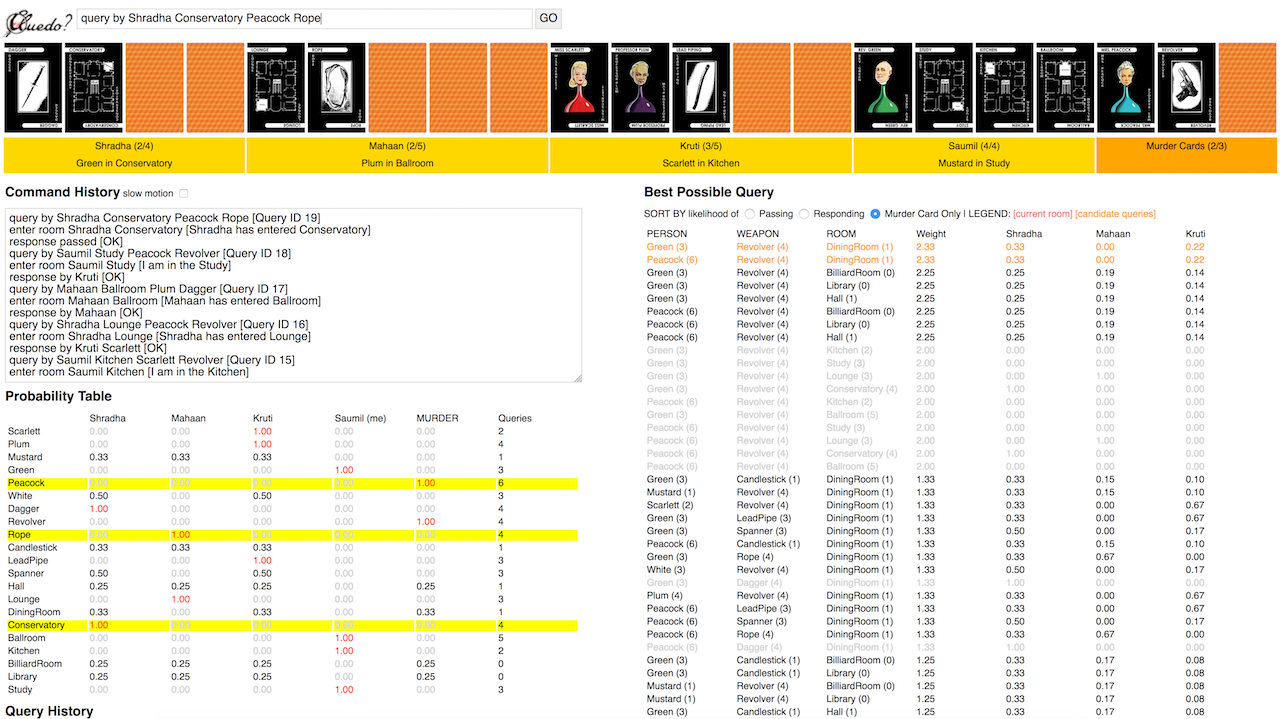 Cluedo?
query by Shradha Conservatory Peacock Rope
GO
DAGGER CONSERVATORY LOUNGE ROPE MISS SCARLETT PROFESSOR PLUM LEAD PIPING REV. GREEN STUDY KITCHEN BALLROOM MRS. PEACOCK REVOLVER
DAGGER CONSERVATORY LOUNGE ROPE MISS SCARLETT PROFESSOR PLUM LEAD PIPING REV. GREEN STUDY KITCHEN BALLROOM MRS. PEACOCK REVOLVER
Shradha (2/4) Mahaan (2/5) Kruti (3/5) Saumil (4/4) Murder Cards (2/3)
Green in Conservatory Plum in Ballroom Scarlett in Kitchen Mustard in Study
Command History slow motion
query by Shradha Conservatory Peacock Rope [Query ID 19]
enter room Shradha Conservatory [Shradha has entered Conservatory]
response passed [OK]
query by Saumil Study Peacock Revolver [Query ID 18]
enter room Saumil Study [I am in the Study]
response by Kruti [OK]
query by Mahaan Ballroom Plum Dagger [Query ID 17]
enter room Mahaan Ballroom [Mahaan has entered Ballroom]
response by Mahaan [OK]
query by Shradha Lounge Peacock Revolver [Query ID 16]
enter room Shradha Lounge [Shradha has entered Lounge]
response by Kruti Scarlett [OK]
query by Saumil Kitchen Scarlett Revolver [Query ID 15]
enter room Saumil Kitchen [I am in the Kitchen]
Probability Table
Shradha Mahaan Kruti Saumil (me) MURDER Queries
Scarlett 0.00 0.00 1.00 0.00 0.00 2
Plum 0.00 0.00 1.00 0.00 0.00 4
Mustard 0.33 0.33 0.33 0.00 0.00 1
Green 0.00 0.00 0.00 1.00 0.00 3
Peacock 0.00 0.00 0.00 0.00 1.00 6
White 0.50 0.00 0.50 0.00 0.00 3
Dagger 1.00 0.00 0.00 0.00 0.00 4
Revolver 0.00 0.00 0.00 0.00 1.00 4
Rope 0.00 1.00 0.00 0.00 0.00 4
Candlestick 0.33 0.33 0.33 0.00 0.00 1
LeadPipe 0.00 0.00 1.00 0.00 0.00 3
Spanner 0.50 0.00 0.50 0.00 0.00 3
Hall 0.25 0.25 0.25 0.00 0.25 1
Lounge 0.00 1.00 0.00 0.00 0.00 3
DiningRoom 0.33 0.00 0.33 0.00 0.33 1
Conservatory 1.00 0.00 0.00 0.00 0.00 4
Ballroom 0.00 0.00 0.00 1.00 0.00 5
Kitchen 0.00 0.00 0.00 1.00 0.00 2
BilliardRoom 0.25 0.25 0.25 0.00 0.25 0
Library 0.25 0.25 0.25 0.00 0.25 0
Study 0.00 0.00 0.00 1.00 0.00 3
Query History
Best Possible Query
SORT BY likelihood of Passing Responding Murder Card Only | LEGEND: [current room] [candidate queries]
PERSON WEAPON ROOM Weight Shradha Mahaan Kruti
Green (3) Revolver (4) DiningRoom (1) 2.33 0.33 0.00 0.22
Peacock (6) Revolver (4) DiningRoom (1) 2.33 0.33 0.00 0.22
Green (3) Revolver (4) BilliardRoom (0) 2.25 0.25 0.19 0.14
Green (3) Revolver (4) Library (0) 2.25 0.25 0.19 0.14
Green (3) Revolver (4) Hall (1) 2.25 0.25 0.19 0.14
Peacock (6) Revolver (4) BilliardRoom (0) 2.25 0.25 0.19 0.14
Peacock (6) Revolver (4) Library (0) 2.25 0.25 0.19 0.14
Peacock (6) Revolver (4) Hall (1) 2.25 0.25 0.19 0.14
Green (3) Revolver (4) Kitchen (2) 2.00 0.00 0.00 0.00
Green (3) Revolver (4) Study (3) 2.00 0.00 0.00 0.00
Green (3) Revolver (4) Lounge (3) 2.00 0.00 1.00 0.00
Green (3) Revolver (4) Conservatory (4) 2.00 1.00 0.00 0.00
Peacock (6) Revolver (4) Kitchen (2) 2.00 0.00 0.00 0.00
Green (3) Revolver (4) Ballroom (5) 2.00 0.00 0.00 0.00
Peacock (6) Revolver (4) Study (3) 2.00 0.00 0.00 0.00
Peacock (6) Revolver (4) Lounge (3) 2.00 0.00 1.00 0.00
Peacock (6) Revolver (4) Conservatory (4) 2.00 1.00 0.00 0.00
Peacock (6) Revolver (4) Ballroom (5) 2.00 0.00 0.00 0.00
Green (3) Candlestick (1) DiningRoom (1) 1.33 0.33 0.15 0.10
Mustard (1) Revolver (4) DiningRoom (1) 1.33 0.33 0.15 0.10
Scarlett (2) Revolver (4) DiningRoom (1) 1.33 0.33 0.00 0.67
Green (3) LeadPipe (3) DiningRoom (1) 1.33 0.33 0.00 0.67
Green (3) Spanner (3) DiningRoom (1) 1.33 0.50 0.00 0.17
Peacock (6) Candlestick (1) DiningRoom (1) 1.33 0.33 0.15 0.10
Green (3) Rope (4) DiningRoom (1) 1.33 0.33 0.67 0.00
White (3) Revolver (4) DiningRoom (1) 1.33 0.50 0.00 0.17
Green (3) Dagger (4) DiningRoom (1) 1.33 1.00 0.00 0.00
Plum (4) Revolver (4) DiningRoom (1) 1.33 0.33 0.00 0.67
Peacock (6) LeadPipe (3) DiningRoom (1) 1.33 0.33 0.00 0.67
Peacock (6) Spanner (3) DiningRoom (1) 1.33 0.50 0.00 0.17
Peacock (6) Rope (4) DiningRoom (1) 1.33 0.33 0.67 0.00
Peacock (6) Dagger (4) DiningRoom (1) 1.33 1.00 0.00 0.00
Green (3) Candlestick (1) BilliardRoom (0) 1.25 0.33 0.17 0.08
Green (3) Candlestick (1) Library (0) 1.25 0.33 0.17 0.08
Mustard (1) Revolver (4) BilliardRoom (0) 1.25 0.33 0.17 0.08
Mustard (1) Revolver (4) Library (0) 1.25 0.33 0.17 0.08
Green (3) Candlestick (1) Hall (1) 1.25 0.33 0.17 0.08